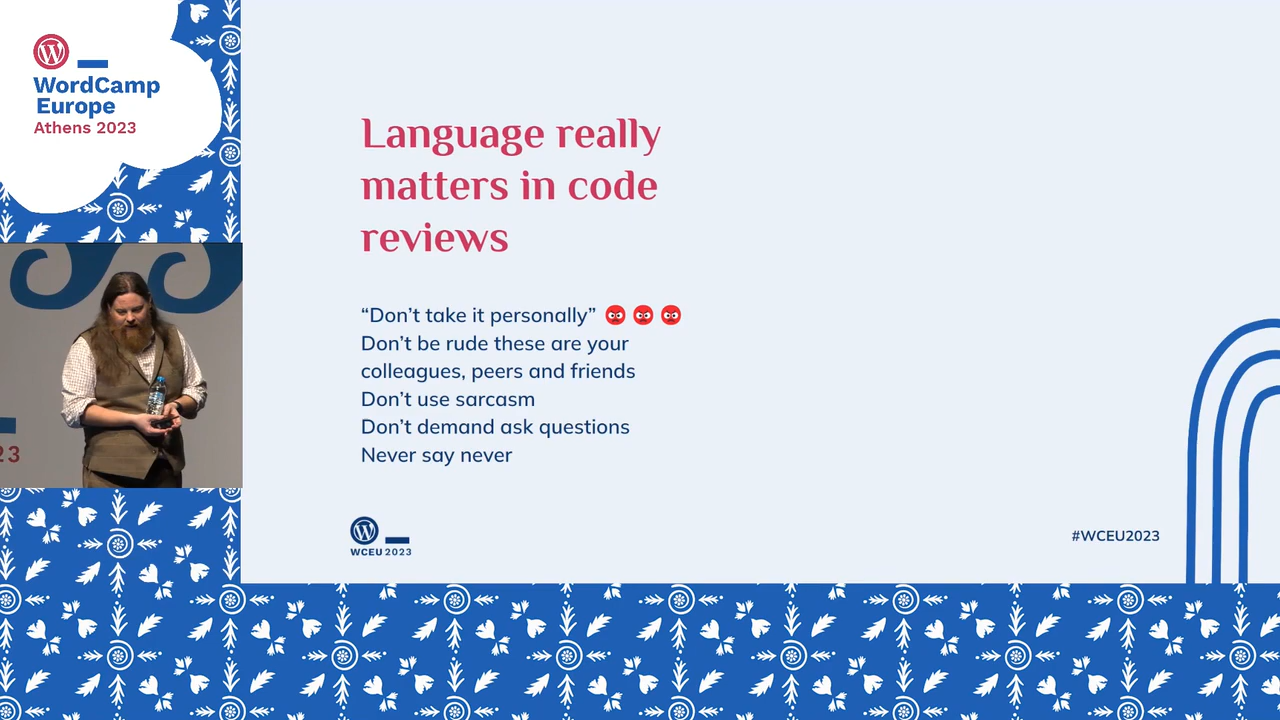 WordCamp
Europe
Athens 2023
Language really
matters in code
reviews
“Don’t take it personally” 😡 😡 😡
Don’t be rude these are your
colleagues, peers and friends
Don’t use sarcasm
Don’t demand ask questions
Never say never
23
WCEU 2023
#WCEU2023